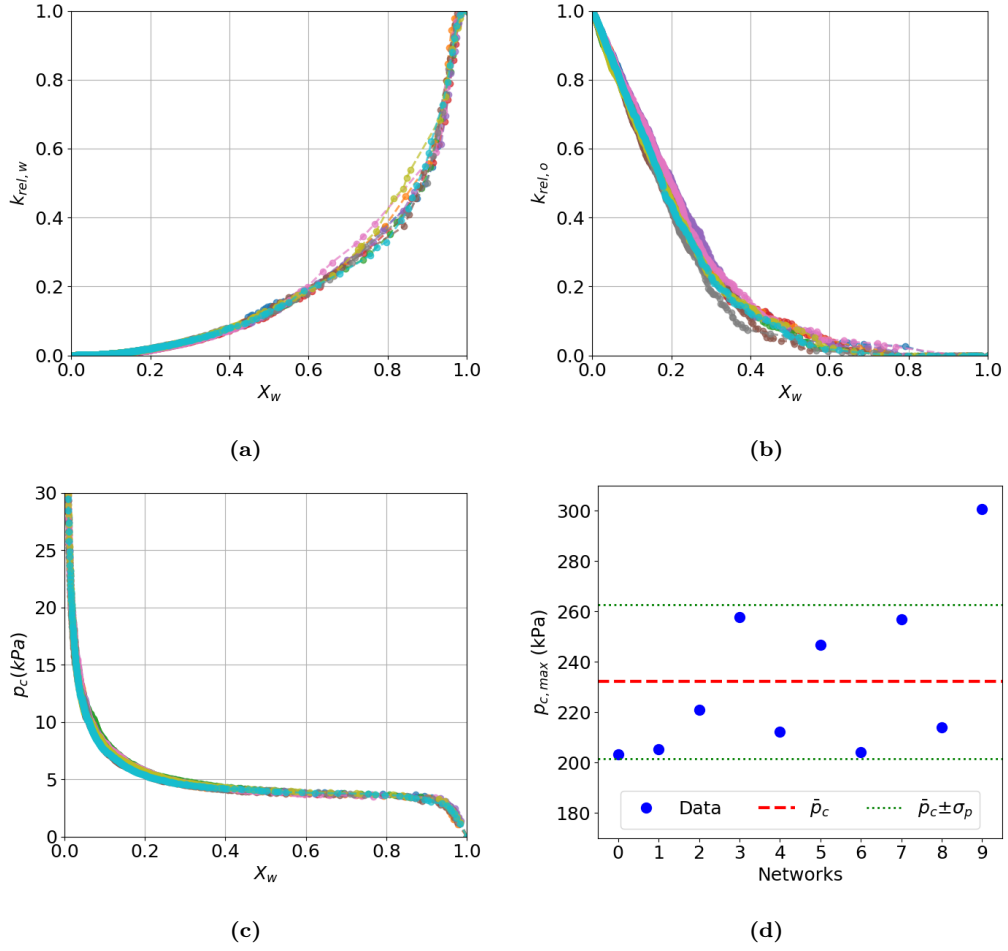 1.0
0.8
0.6
0.4
0.2
0.0
k_{rel,w}
0.0 0.2 0.4 0.6 0.8 1.0
X_w
(a)
1.0
0.8
0.6
0.4
0.2
0.0
k_{rel,o}
0.0 0.2 0.4 0.6 0.8 1.0
X_w
(b)
30
25
20
15
10
5
0
p_c(kPa)
0.0 0.2 0.4 0.6 0.8 1.0
X_w
(c)
300
280
260
240
220
200
180
p_{c,max} (kPa)
Data p̄_c p̄_c±σ_p
0 1 2 3 4 5 6 7 8 9
Networks
(d)